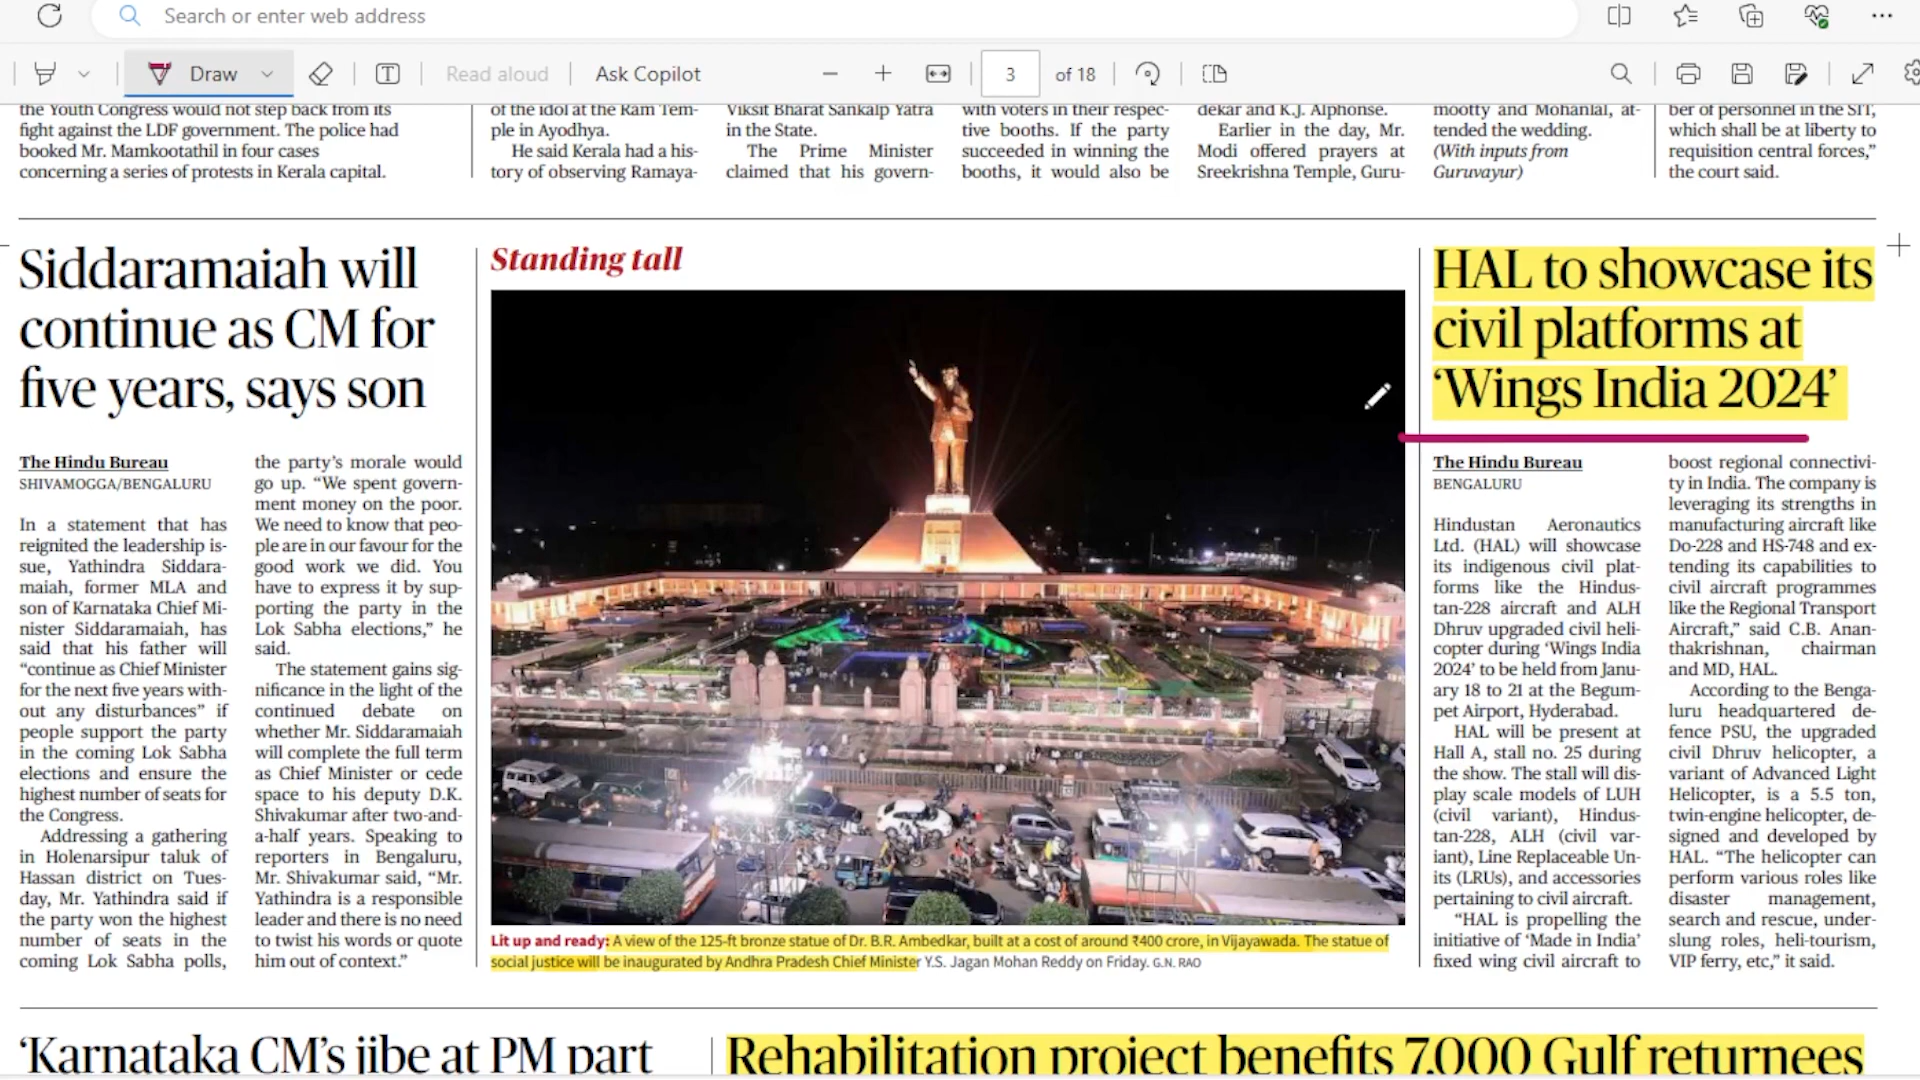 Search or enter web address
Draw
Read aloud
Ask Copilot
3
of 18
the Youth Congress would not step back from its
fight against the LDF government. The police had
booked Mr. Mamkootathil in four cases
concerning a series of protests in Kerala capital.
of the idol at the Ram Tem-
ple in Ayodhya.
He said Kerala had a his-
tory of observing Ramaya-
Viksit Bharat Sankalp Yatra
in the State.
The Prime Minister
claimed that his govern-
with voters in their respec-
tive booths. If the party
succeeded in winning the
booths, it would also be
dekar and K.J. Alphonse.
Earlier in the day, Mr.
Modi offered prayers at
Sreekrishna Temple, Guru-
mootty and Mohanlal, at-
tended the wedding.
(With inputs from
Guruvayur)
ber of personnel in the SIT,
which shall be at liberty to
requisition central forces,”
the court said.
Siddaramaiah will
continue as CM for
five years, says son
The Hindu Bureau
SHIVAMOGGA/BENGALURU
In a statement that has
reignited the leadership is-
sue, Yathindra Siddara-
maiah, former MLA and
son of Karnataka Chief Mi-
nister Siddaramaiah, has
said that his father will
“continue as Chief Minister
for the next five years with-
out any disturbances” if
people support the party
in the coming Lok Sabha
elections and ensure the
highest number of seats for
the Congress.
Addressing a gathering
in Holenarsipur taluk of
Hassan district on Tues-
day, Mr. Yathindra said if
the party won the highest
number of seats in the
coming Lok Sabha polls,
the party’s morale would
go up. “We spent govern-
ment money on the poor.
We need to know that peo-
ple are in our favour for the
good work we did. You
have to express it by sup-
porting the party in the
Lok Sabha elections,” he
said.
The statement gains sig-
nificance in the light of the
continued debate on
whether Mr. Siddaramaiah
will complete the full term
as Chief Minister or cede
space to his deputy D.K.
Shivakumar after two-and-
a-half years. Speaking to
reporters in Bengaluru,
Mr. Shivakumar said, “Mr.
Yathindra is a responsible
leader and there is no need
to twist his words or quote
him out of context.”
Standing tall
Lit up and ready: A view of the 125-ft bronze statue of Dr. B.R. Ambedkar, built at a cost of around ₹400 crore, in Vijayawada. The statue of
social justice will be inaugurated by Andhra Pradesh Chief Minister Y.S. Jagan Mohan Reddy on Friday. G.N. RAO
HAL to showcase its
civil platforms at
‘Wings India 2024’
The Hindu Bureau
BENGALURU
Hindustan Aeronautics
Ltd. (HAL) will showcase
its indigenous civil plat-
forms like the Hindus-
tan-228 aircraft and ALH
Dhruv upgraded civil heli-
copter during ‘Wings India
2024’ to be held from Janu-
ary 18 to 21 at the Begum-
pet Airport, Hyderabad.
HAL will be present at
Hall A, stall no. 25 during
the show. The stall will dis-
play scale models of LUH
(civil variant), Hindus-
tan-228, ALH (civil var-
iant), Line Replaceable Un-
its (LRUs), and accessories
pertaining to civil aircraft.
“HAL is propelling the
initiative of ‘Made in India’
fixed wing civil aircraft to
boost regional connectivi-
ty in India. The company is
leveraging its strengths in
manufacturing aircraft like
Do-228 and HS-748 and ex-
tending its capabilities to
civil aircraft programmes
like the Regional Transport
Aircraft,” said C.B. Anan-
thakrishnan, chairman
and MD, HAL.
According to the Benga-
luru headquartered de-
fence PSU, the upgraded
civil Dhruv helicopter, a
variant of Advanced Light
Helicopter, is a 5.5 ton,
twin-engine helicopter, de-
signed and developed by
HAL. “The helicopter can
perform various roles like
disaster management,
search and rescue, under-
slung roles, heli-tourism,
VIP ferry, etc,” it said.
‘Karnataka CM’s jibe at PM part
Rehabilitation project benefits 7,000 Gulf returnees